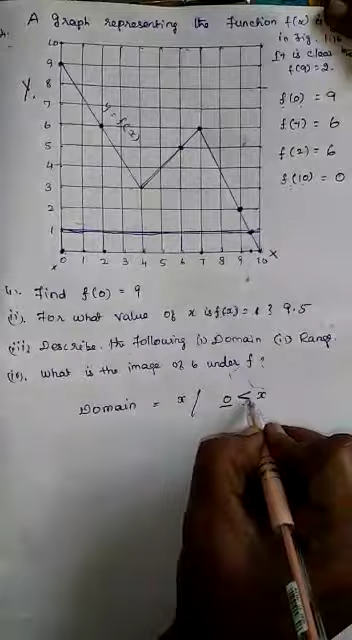 A graph representing the function f(x) is
in Fig. 1.16
It is clear
f(9)=2.
10
9
8
7
6
5
4
3
2
1
Y
y = f(x)
f(0) = 9
f(7) = 6
f(2) = 6
f(10) = 0
0 1 2 3 4 5 6 7 8 9 10 X
x
i. Find f(0) = 9
(ii). For what value of x is f(x) = 1 ? 9.5
(iii) Describe the following (i) Domain (ii) Range.
(iv). What is the image of 6 under f ?
Domain = x / 0 ≤ x